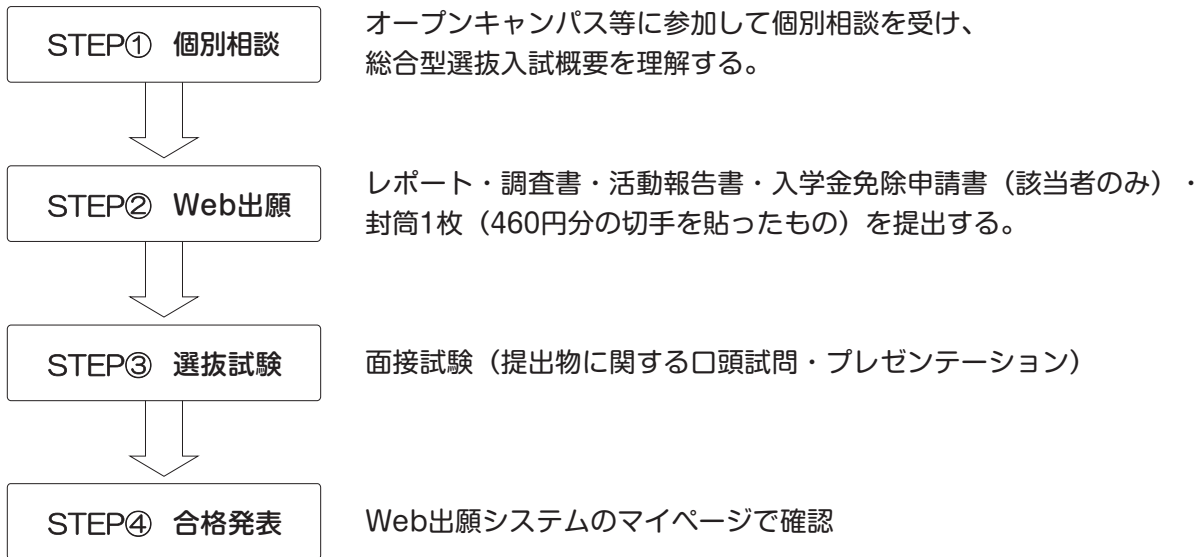 STEP① 個別相談
オープンキャンパス等に参加して個別相談を受け、
総合型選抜入試概要を理解する。
STEP② Web出願
レポート・調査書・活動報告書・入学金免除申請書（該当者のみ）・
封筒1枚（460円分の切手を貼ったもの）を提出する。
STEP③ 選抜試験
面接試験（提出物に関する口頭試問・プレゼンテーション）
STEP④ 合格発表
Web出願システムのマイページで確認